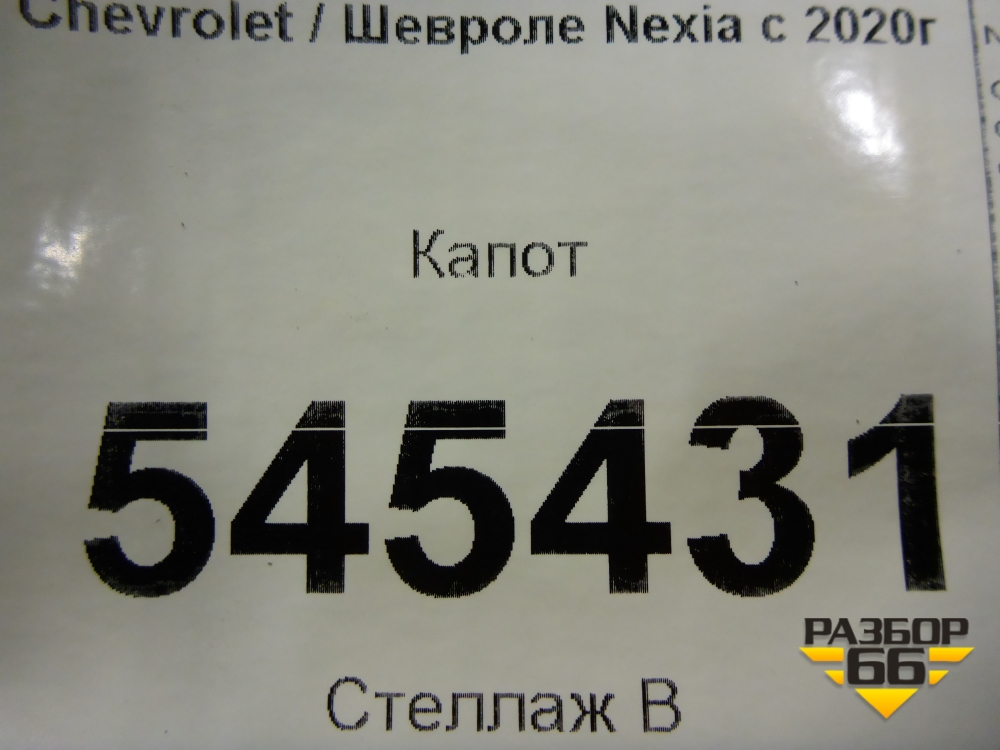 Chevrolet / Шевроле Nexia с 2020г
Капот
545431
Стеллаж В
РАЗБОР
66